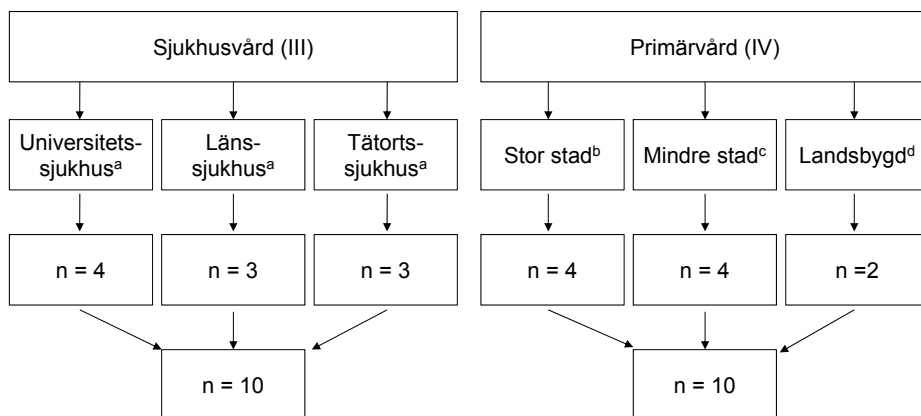 Sjukhusvård (III)
Primärvård (IV)
Universitets-
sjukhusᵃ
Läns-
sjukhusᵃ
Tätorts-
sjukhusᵃ
Stor stadᵇ
Mindre stadᶜ
Landsbygdᵈ
n = 4
n = 3
n = 3
n = 4
n = 4
n =2
n = 10
n = 10